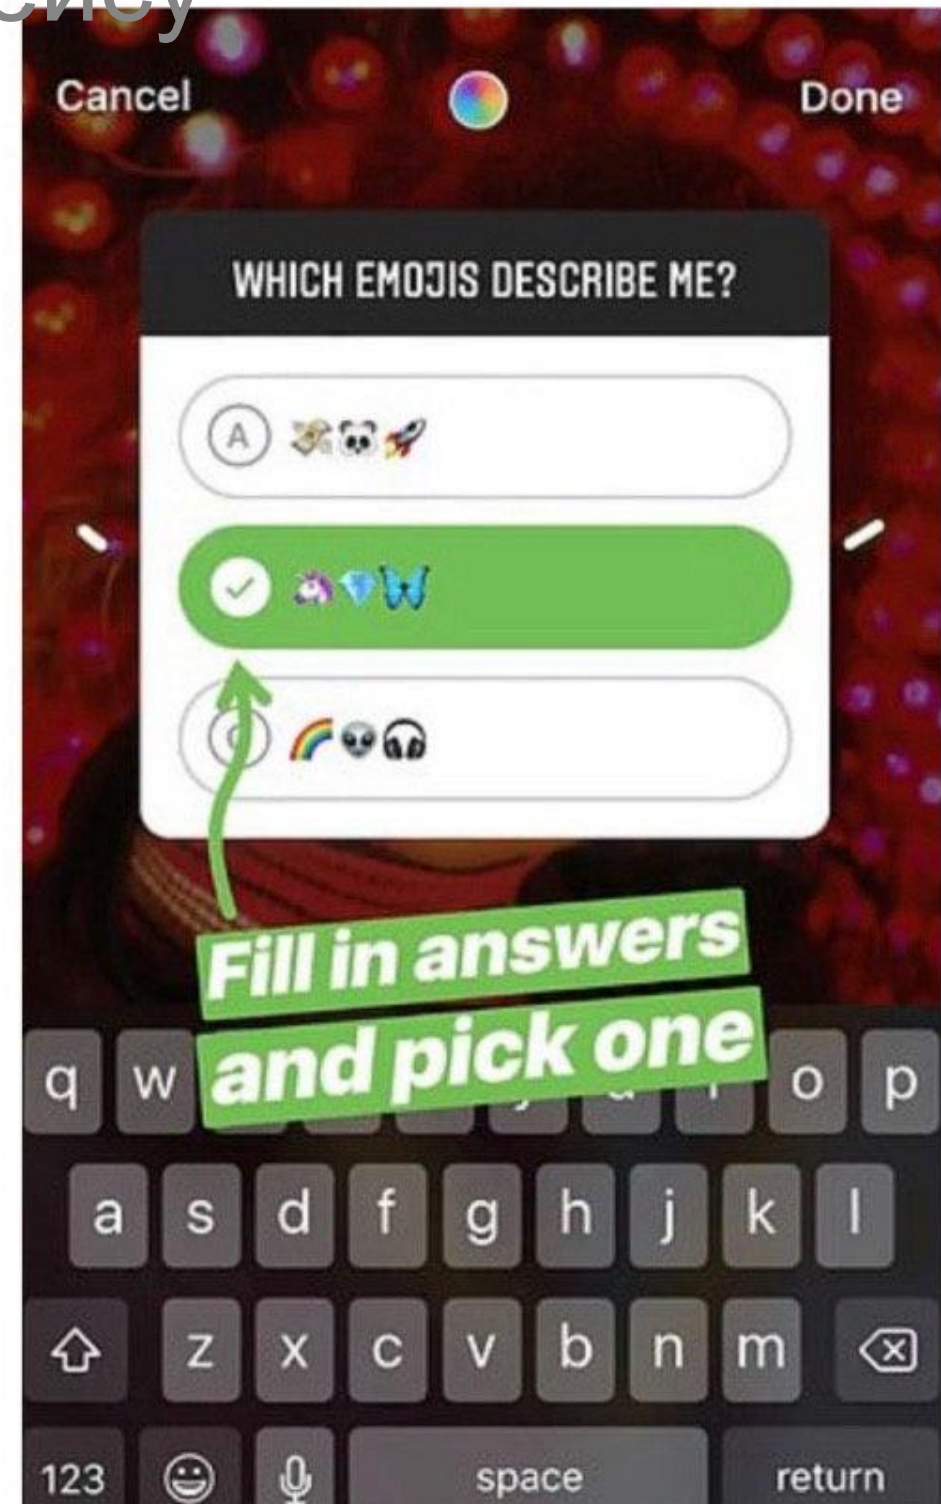 Cancel Done
WHICH EMOJIS DESCRIBE ME?
A 💸🐼🚀
🦄💎🦋
🌈👽🎧
Fill in answers
and pick one
q w o p
a s d f g h j k l
z x c v b n m
123 space return